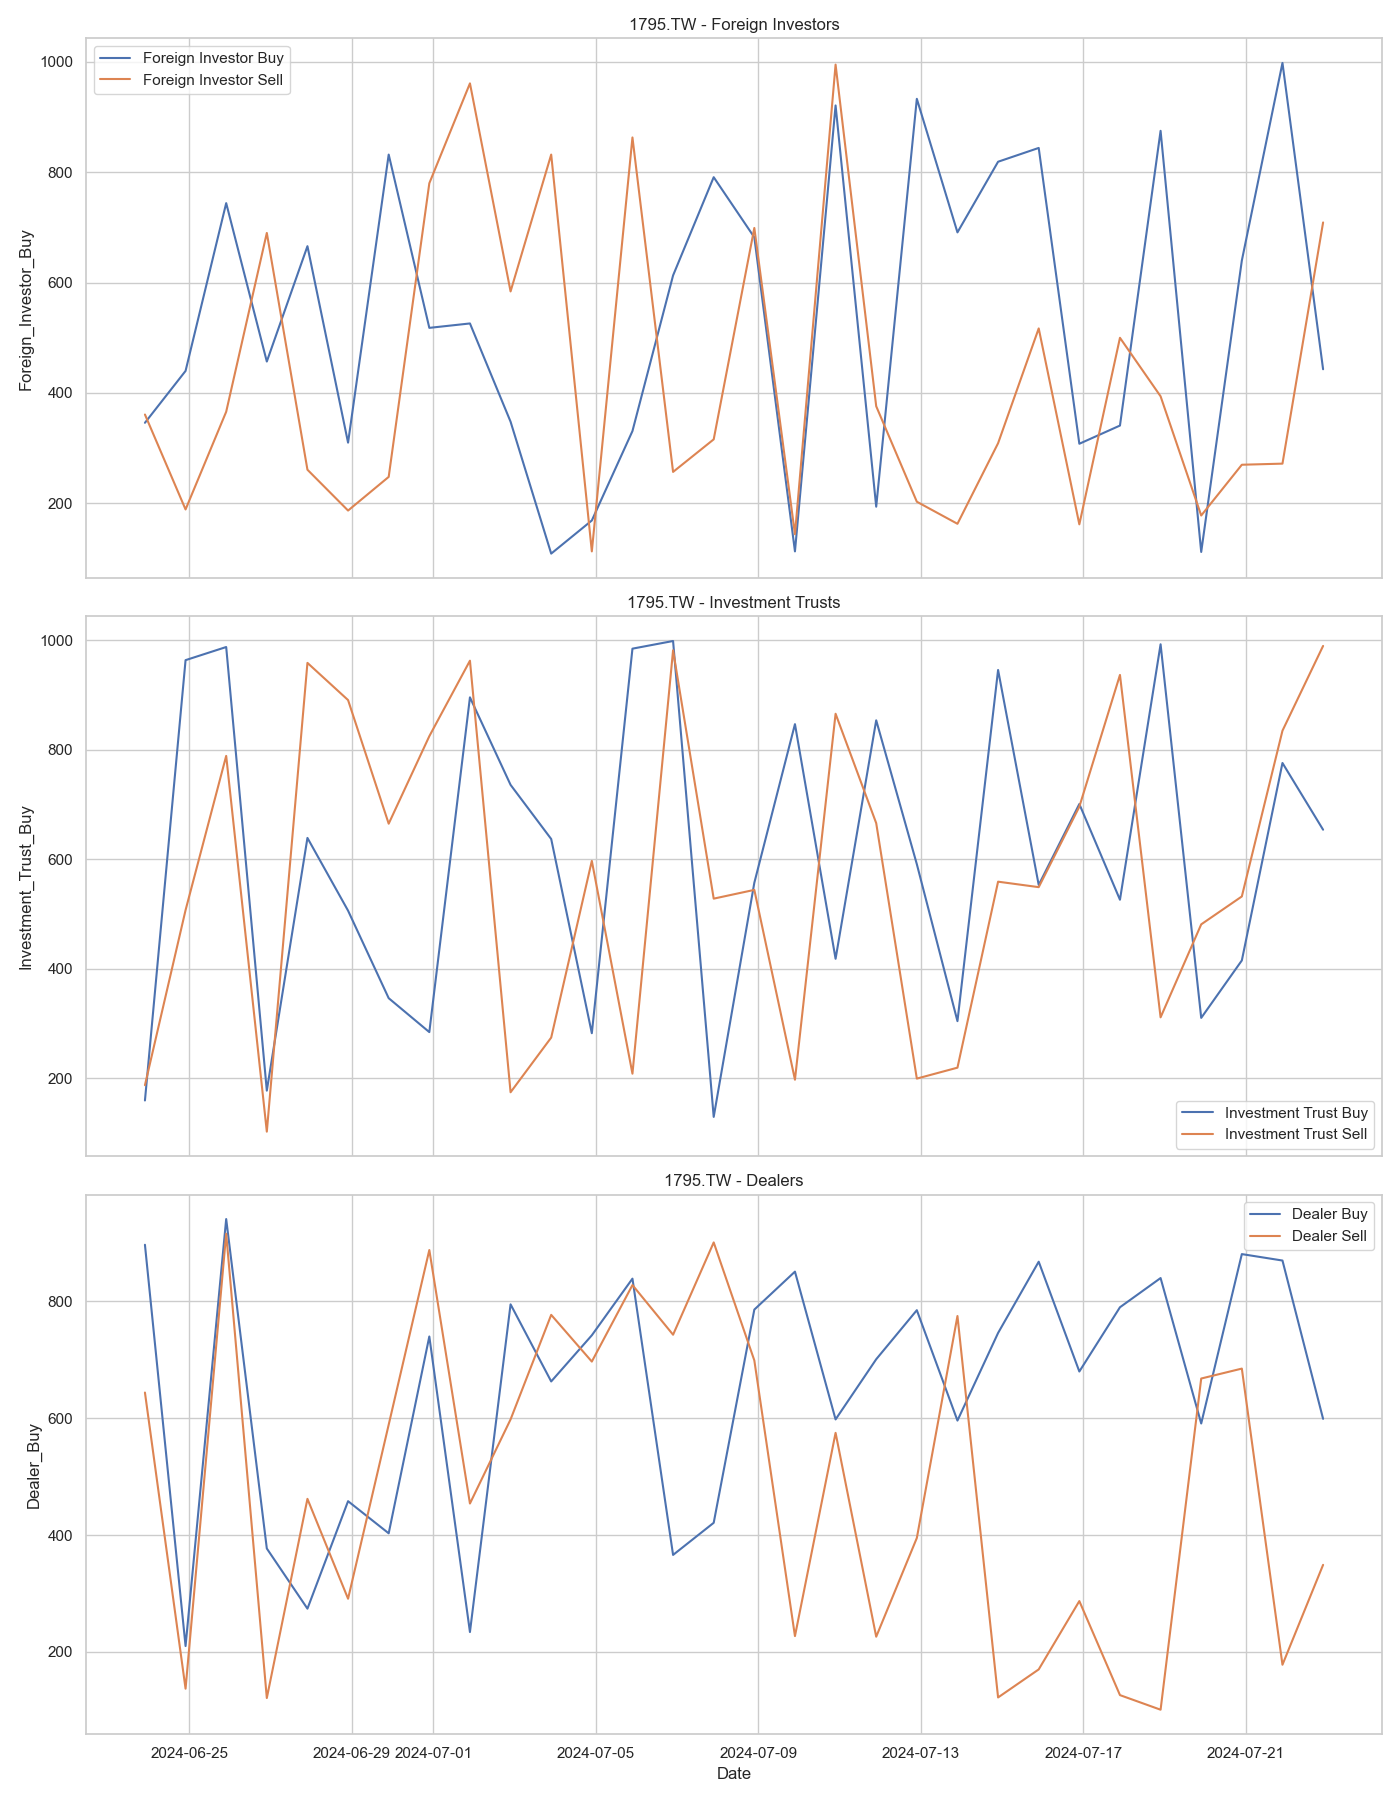 1795.TW - Foreign Investors
Foreign Investor Buy
Foreign Investor Sell
1000
800
600
400
200
Foreign_Investor_Buy
1795.TW - Investment Trusts
1000
800
600
400
200
Investment_Trust_Buy
Investment Trust Buy
Investment Trust Sell
1795.TW - Dealers
Dealer Buy
Dealer Sell
800
600
400
200
Dealer_Buy
2024-06-25 2024-06-29 2024-07-01 2024-07-05 2024-07-09 2024-07-13 2024-07-17 2024-07-21
Date